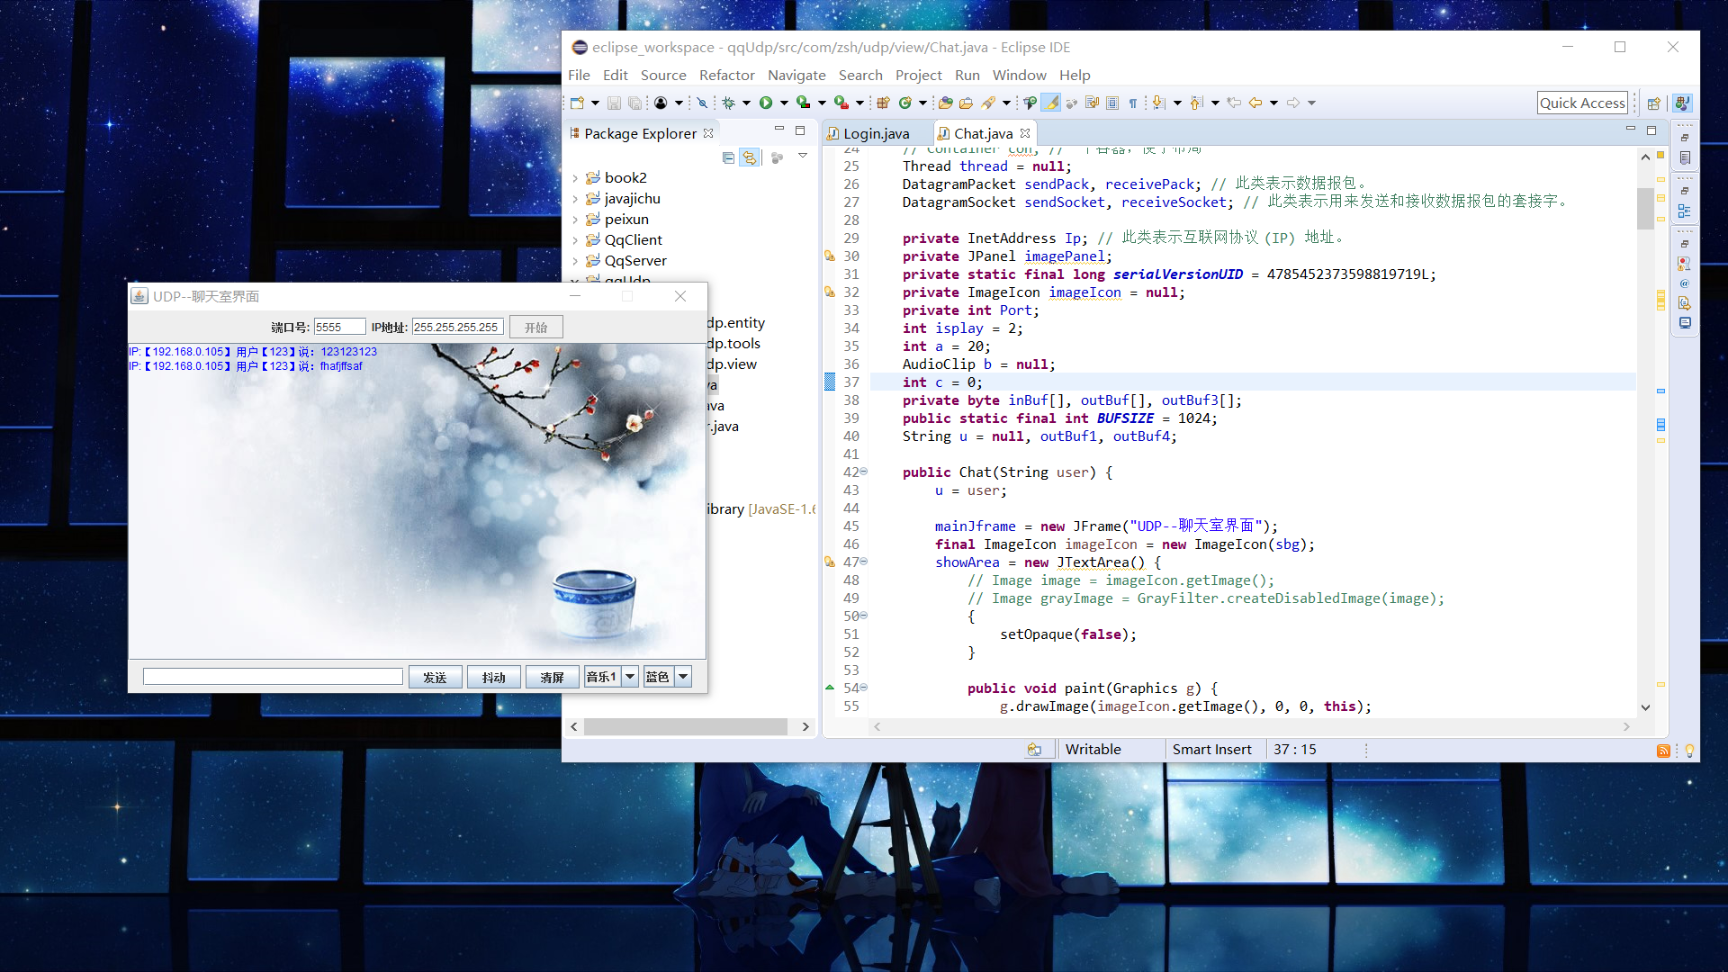 eclipse_workspace - qqUdp/src/com/zsh/udp/view/Chat.java - Eclipse IDE
File Edit Source Refactor Navigate Search Project Run Window Help
Quick Access
Package Explorer
Login.java
Chat.java
book2
javajichu
peixun
QqClient
QqServer
qqUdp
dp.entity
dp.tools
dp.view
va
ava
r.java
ibrary [JavaSE-1.6
24 // Container con; //
25 Thread thread = null;
26 DatagramPacket sendPack, receivePack; // 此类表示数据报包。
27 DatagramSocket sendSocket, receiveSocket; // 此类表示用来发送和接收数据报包的套接字。
28
29 private InetAddress Ip; // 此类表示互联网协议 (IP) 地址。
30 private JPanel imagePanel;
31 private static final long serialVersionUID = 4785452373598819719L;
32 private ImageIcon imageIcon = null;
33 private int Port;
34 int isplay = 2;
35 int a = 20;
36 AudioClip b = null;
37 int c = 0;
38 private byte inBuf[], outBuf[], outBuf3[];
39 public static final int BUFSIZE = 1024;
40 String u = null, outBuf1, outBuf4;
41
42 public Chat(String user) {
43 u = user;
44
45 mainJframe = new JFrame("UDP--聊天室界面");
46 final ImageIcon imageIcon = new ImageIcon(sbg);
47 showArea = new JTextArea() {
48 // Image image = imageIcon.getImage();
49 // Image grayImage = GrayFilter.createDisabledImage(image);
50 {
51 setOpaque(false);
52 }
53
54 public void paint(Graphics g) {
55 g.drawImage(imageIcon.getImage(), 0, 0, this);
Writable
Smart Insert
37 : 15
UDP--聊天室界面
端口号: 5555 IP地址: 255.255.255.255 开始
IP:【192.168.0.105】用户【123】说：123123123
IP:【192.168.0.105】用户【123】说：fhafjffsaf
发送 抖动 清屏 音乐1 蓝色